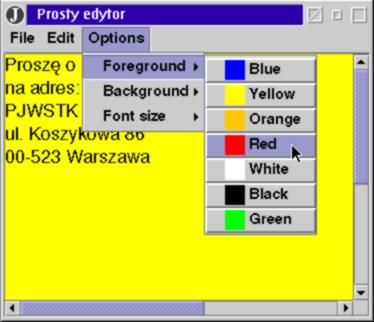 Prosty edytor
File Edit Options
Proszę o
na adres:
PJWSTK
ul. Koszykowa 86
00-523 Warszawa
Foreground
Background
Font size
Blue
Yellow
Orange
Red
White
Black
Green